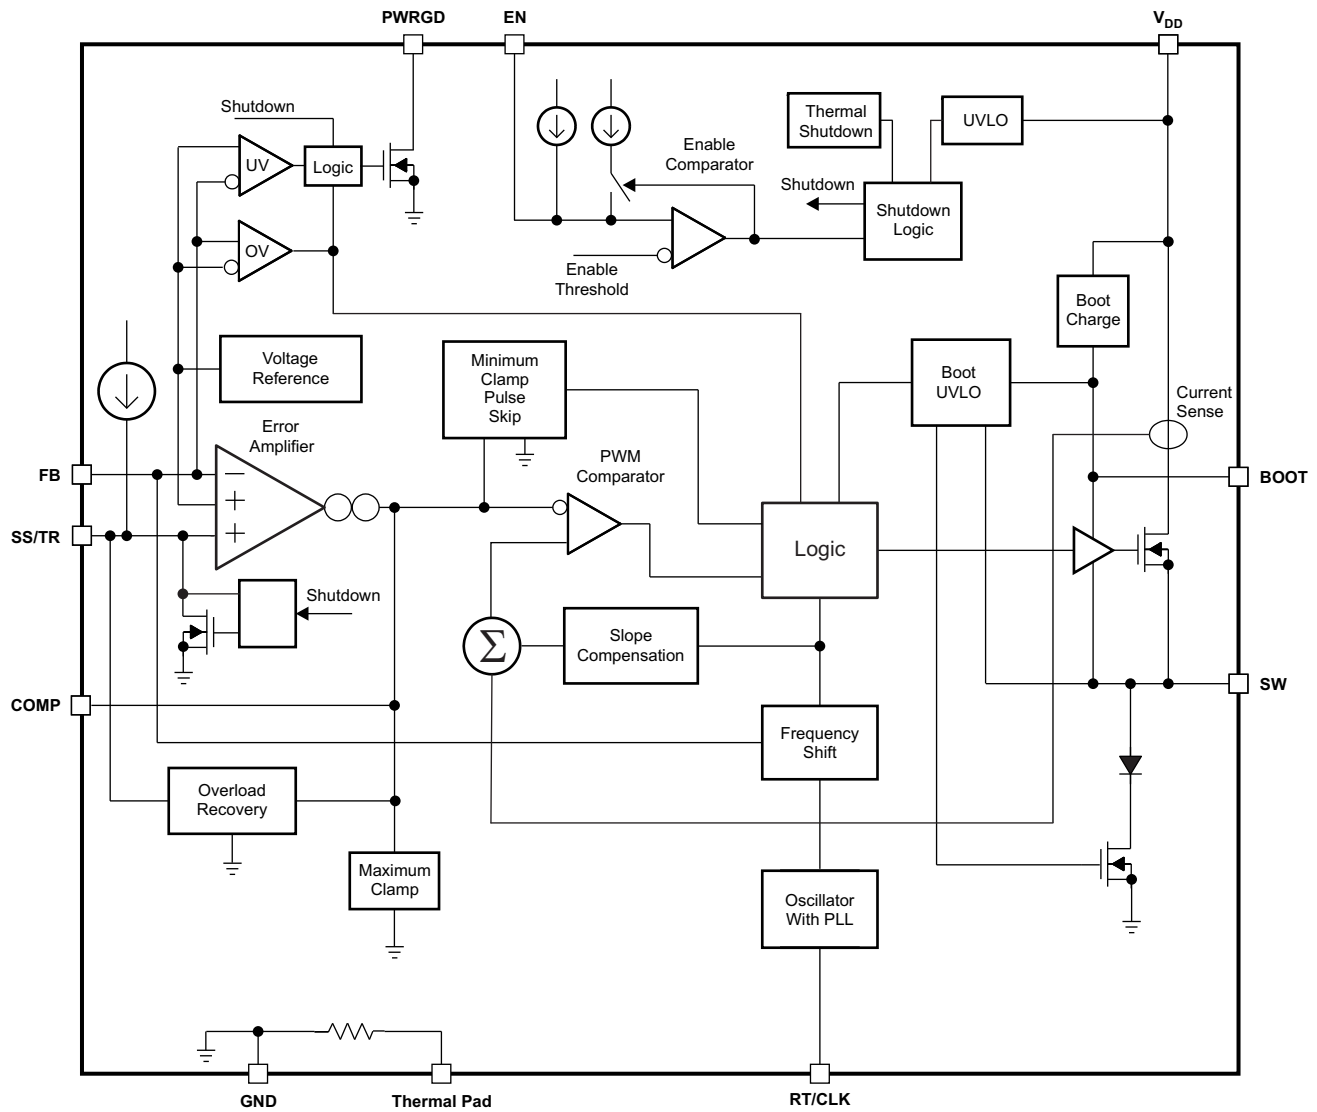 PWRGD
EN
VDD
Shutdown
Thermal
Shutdown
UVLO
UV
Logic
Enable
Comparator
Shutdown
Shutdown
Logic
OV
Enable
Threshold
Boot
Charge
Voltage
Reference
Minimum
Clamp
Pulse
Skip
Boot
UVLO
Current
Sense
Error
Amplifier
PWM
Comparator
FB
−
+
+
BOOT
SS/TR
Logic
Shutdown
Σ
Slope
Compensation
SW
COMP
Frequency
Shift
Overload
Recovery
Maximum
Clamp
Oscillator
With PLL
GND
Thermal Pad
RT/CLK